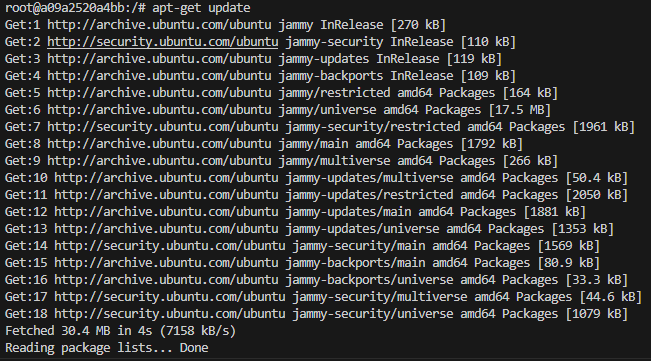 root@a09a2520a4bb:/# apt-get update
Get:1 http://archive.ubuntu.com/ubuntu jammy InRelease [270 kB]
Get:2 http://security.ubuntu.com/ubuntu jammy-security InRelease [110 kB]
Get:3 http://archive.ubuntu.com/ubuntu jammy-updates InRelease [119 kB]
Get:4 http://archive.ubuntu.com/ubuntu jammy-backports InRelease [109 kB]
Get:5 http://archive.ubuntu.com/ubuntu jammy/restricted amd64 Packages [164 kB]
Get:6 http://archive.ubuntu.com/ubuntu jammy/universe amd64 Packages [17.5 MB]
Get:7 http://security.ubuntu.com/ubuntu jammy-security/restricted amd64 Packages [1961 kB]
Get:8 http://archive.ubuntu.com/ubuntu jammy/main amd64 Packages [1792 kB]
Get:9 http://archive.ubuntu.com/ubuntu jammy/multiverse amd64 Packages [266 kB]
Get:10 http://archive.ubuntu.com/ubuntu jammy-updates/multiverse amd64 Packages [50.4 kB]
Get:11 http://archive.ubuntu.com/ubuntu jammy-updates/restricted amd64 Packages [2050 kB]
Get:12 http://archive.ubuntu.com/ubuntu jammy-updates/main amd64 Packages [1881 kB]
Get:13 http://archive.ubuntu.com/ubuntu jammy-updates/universe amd64 Packages [1353 kB]
Get:14 http://security.ubuntu.com/ubuntu jammy-security/main amd64 Packages [1569 kB]
Get:15 http://archive.ubuntu.com/ubuntu jammy-backports/main amd64 Packages [80.9 kB]
Get:16 http://archive.ubuntu.com/ubuntu jammy-backports/universe amd64 Packages [33.3 kB]
Get:17 http://security.ubuntu.com/ubuntu jammy-security/multiverse amd64 Packages [44.6 kB]
Get:18 http://security.ubuntu.com/ubuntu jammy-security/universe amd64 Packages [1079 kB]
Fetched 30.4 MB in 4s (7158 kB/s)
Reading package lists... Done